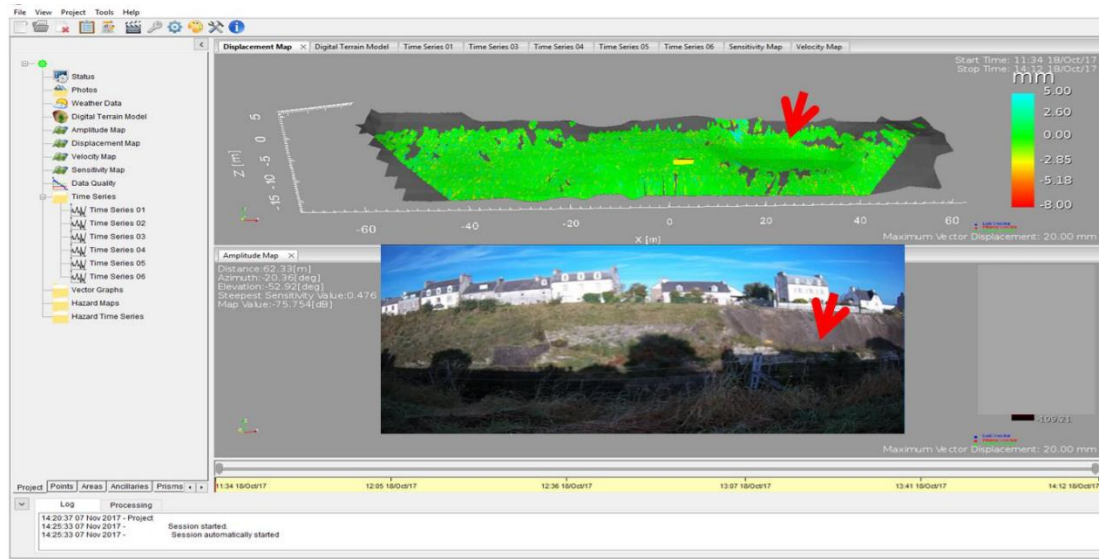 File View Project Tools Help
Status
Photos
Weather Data
Digital Terrain Model
Amplitude Map
Displacement Map
Velocity Map
Sensitivity Map
Data Quality
Time Series
Time Series 01
Time Series 02
Time Series 03
Time Series 04
Time Series 05
Time Series 06
Vector Graphs
Hazard Maps
Hazard Time Series
Project Points Areas Ancillaries Prisms
Displacement Map Digital Terrain Model Time Series 01 Time Series 03 Time Series 04 Time Series 05 Time Series 06 Sensitivity Map Velocity Map
Start Time: 11:34 18/Oct/17
Stop Time: 14:12 18/Oct/17
mm
5.00
2.60
0.00
-2.85
-5.18
-8.00
Z [m]
5
0
-5
-10
-15
-60 -40 -20 0 20 40 60
X [m]
Maximum Vector Displacement: 20.00 mm
Amplitude Map
Distance:62.33[m]
Azimuth:-20.36[deg]
Elevation:-52.92[deg]
Steepest Sensitivity Value:0.476
Map Value:-75.754[dB]
-109.21
Maximum Vector Displacement: 20.00 mm
11:34 18/Oct/17 12:05 18/Oct/17 12:36 18/Oct/17 13:07 18/Oct/17 13:41 18/Oct/17 14:12 18/Oct/17
Log Processing
14:20:37 07 Nov 2017 - Project
14:25:33 07 Nov 2017 - Session started.
14:25:33 07 Nov 2017 - Session automatically started